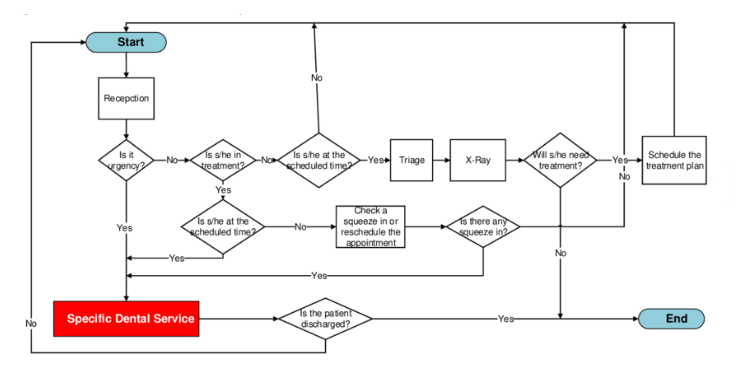 Start
Recepction
Is it
urgency?
No
Is s/he in
treatment?
No
Is s/he at the
scheduled time?
No
Yes
Triage
X-Ray
Will s/he need
treatment?
Yes
No
Schedule the
treatment plan
Yes
Yes
Is s/he at the
scheduled time?
No
Check a
squeeze in or
reschedule the
appointment
Is there any
squeeze in?
No
Yes
Yes
Specific Dental Service
Is the patient
discharged?
Yes
End
No